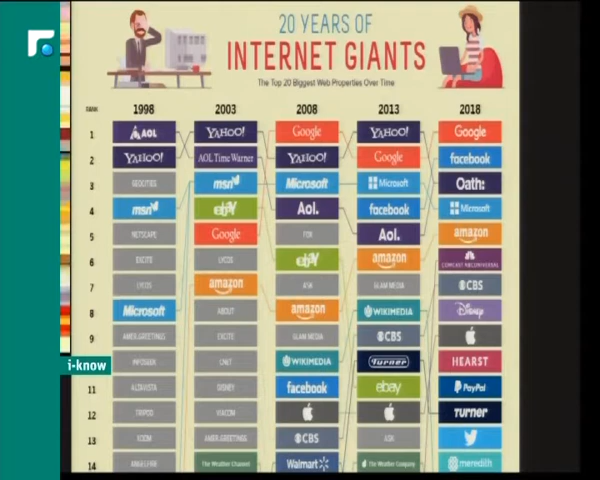 20 YEARS OF
INTERNET GIANTS
The Top 20 Biggest Web Properties Over Time
RANK 1998 2003 2008 2013 2018
1 AOL YAHOO! Google YAHOO! Google
2 YAHOO! AOL Time Warner YAHOO! Google facebook
3 GEOCITIES msn Microsoft Microsoft Oath:
4 msn ebay Aol. facebook Microsoft
5 NETSCAPE Google FOX Aol. amazon
6 EXCITE LYCOS ebay amazon COMCAST NBCUNIVERSAL
7 LYCOS amazon ASK GLAM MEDIA CBS
8 Microsoft ABOUT amazon WIKIMEDIA Disney
9 AMER.GREETINGS EXCITE GLAM MEDIA CBS
i-know INFOSEEK CNET WIKIMEDIA Turner HEARST
11 ALTAVISTA DISNEY facebook ebay PayPal
12 TRIPOD VIACOM turner
13 XOOM AMER.GREETINGS CBS ASK
14 ANGELFIRE The Weather Channel Walmart The Weather Company meredith